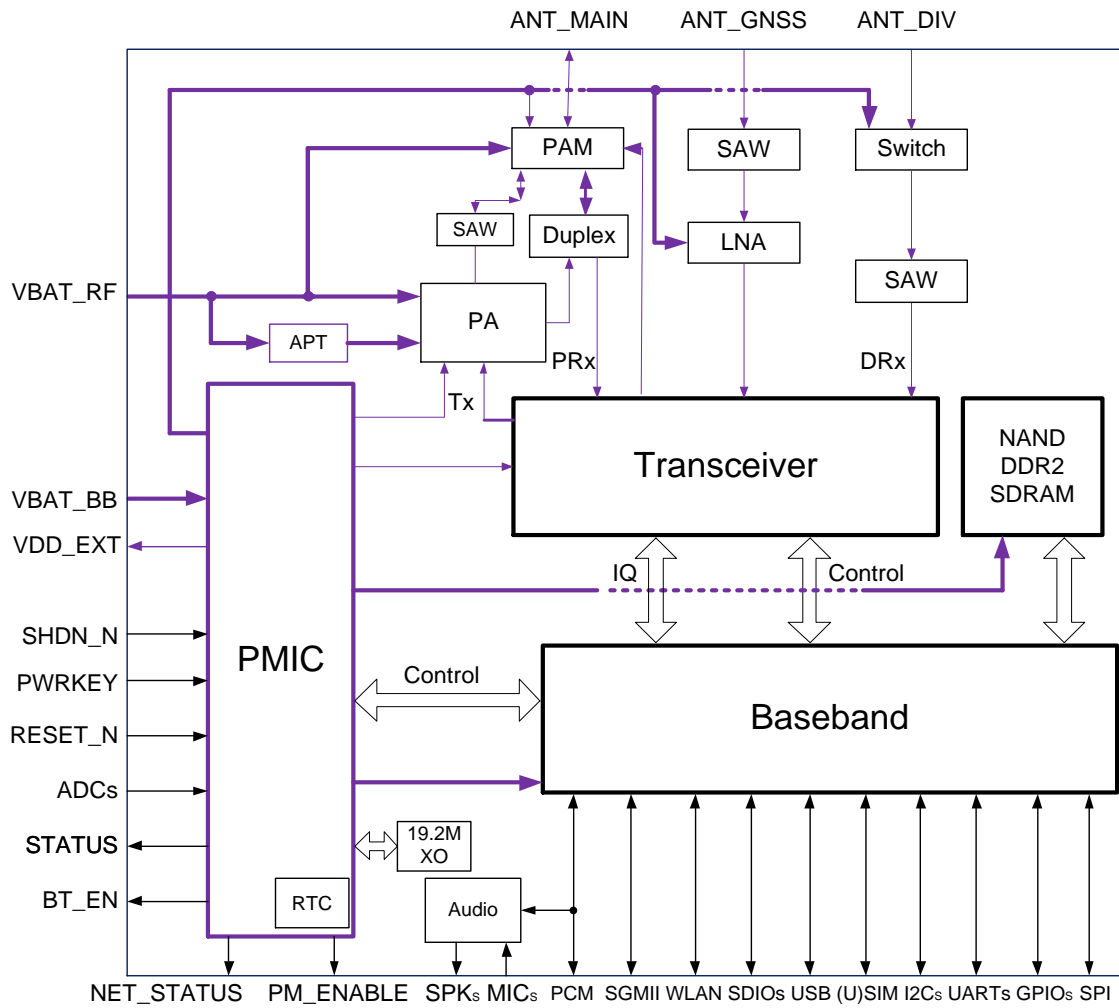 ANT_MAIN
ANT_GNSS
ANT_DIV
PAM
SAW
Switch
SAW
Duplex
LNA
SAW
VBAT_RF
PA
APT
PRx
DRx
Tx
Transceiver
NAND
DDR2
SDRAM
VBAT_BB
VDD_EXT
IQ
Control
SHDN_N
PMIC
PWRKEY
Control
Baseband
RESET_N
ADCs
STATUS
19.2M
XO
BT_EN
RTC
Audio
NET_STATUS
PM_ENABLE
SPKs
MICs
PCM
SGMII
WLAN
SDIOs
USB
(U)SIM
I2Cs
UARTs
GPIOs
SPI